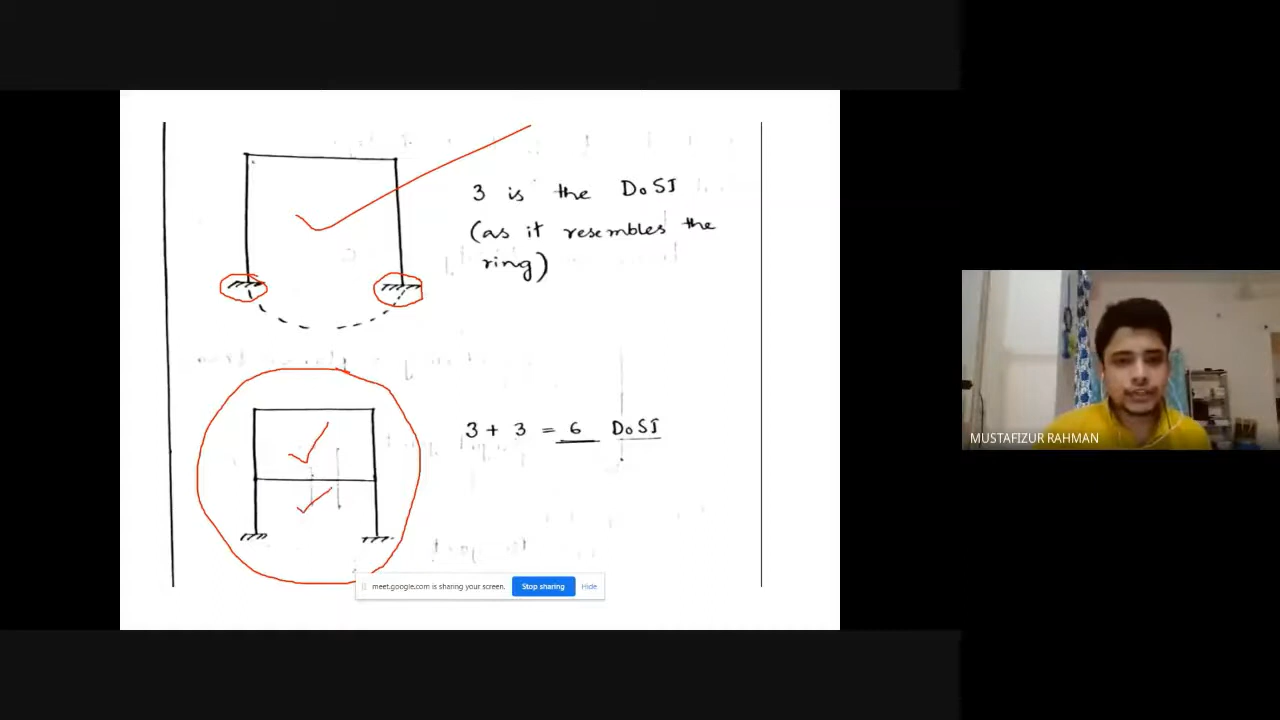 3 is the DoSI
(as it resembles the
ring)
3 + 3 = 6 DoSI
meet.google.com is sharing your screen.
Stop sharing
Hide
MUSTAFIZUR RAHMAN